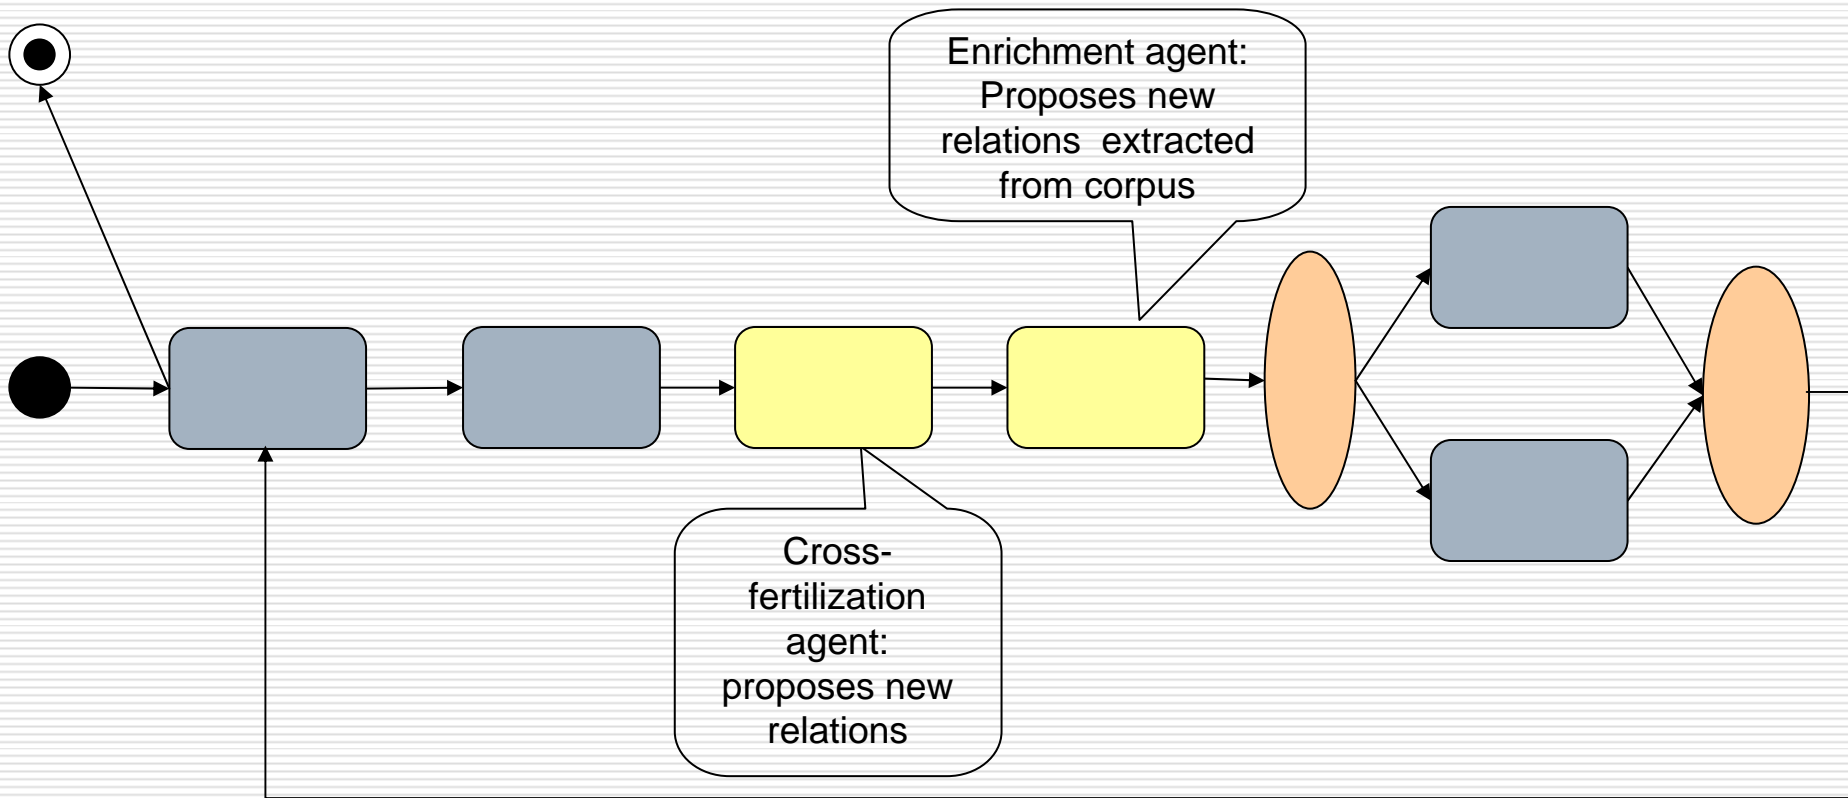 Enrichment agent:
Proposes new
relations extracted
from corpus
Cross-
fertilization
agent:
proposes new
relations